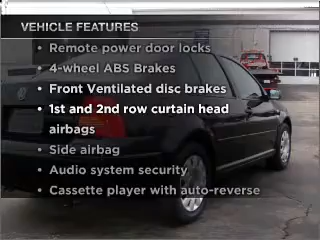 VEHICLE FEATURES
• Remote power door locks
• 4-wheel ABS Brakes
• Front Ventilated disc brakes
• 1st and 2nd row curtain head
airbags
• Side airbag
• Audio system security
• Cassette player with auto-reverse